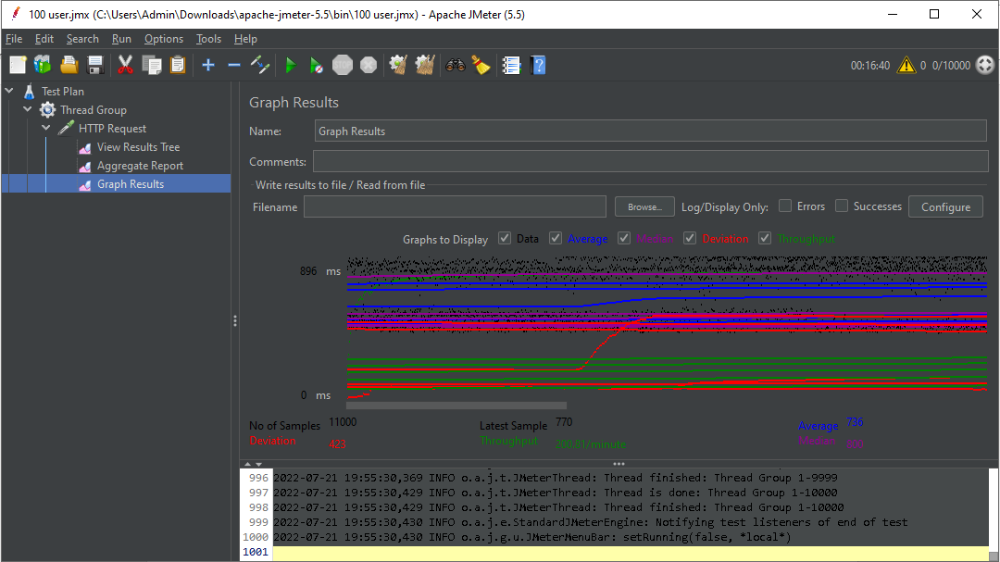 100 user.jmx (C:\Users\Admin\Downloads\apache-jmeter-5.5\bin\100 user.jmx) - Apache JMeter (5.5)
File Edit Search Run Options Tools Help
STOP 00:16:40 0 0/10000
Test Plan
Thread Group
HTTP Request
View Results Tree
Aggregate Report
Graph Results
Graph Results
Name: Graph Results
Comments:
Write results to file / Read from file
Filename Browse... Log/Display Only: Errors Successes Configure
Graphs to Display Data Average Median Deviation Throughput
896 ms
0 ms
No of Samples 11000 Latest Sample 770 Average 736
Deviation 423 Throughput 200.81/minute Median
996 2022-07-21 19:55:30,369 INFO o.a.j.t.JMeterThread: Thread finished: Thread Group 1-9999
997 2022-07-21 19:55:30,429 INFO o.a.j.t.JMeterThread: Thread is done: Thread Group 1-10000
998 2022-07-21 19:55:30,429 INFO o.a.j.t.JMeterThread: Thread finished: Thread Group 1-10000
999 2022-07-21 19:55:30,430 INFO o.a.j.e.StandardJMeterEngine: Notifying test listeners of end of test
1000 2022-07-21 19:55:30,430 INFO o.a.j.g.u.JMeterMenuBar: setRunning(false, *local*)
1001